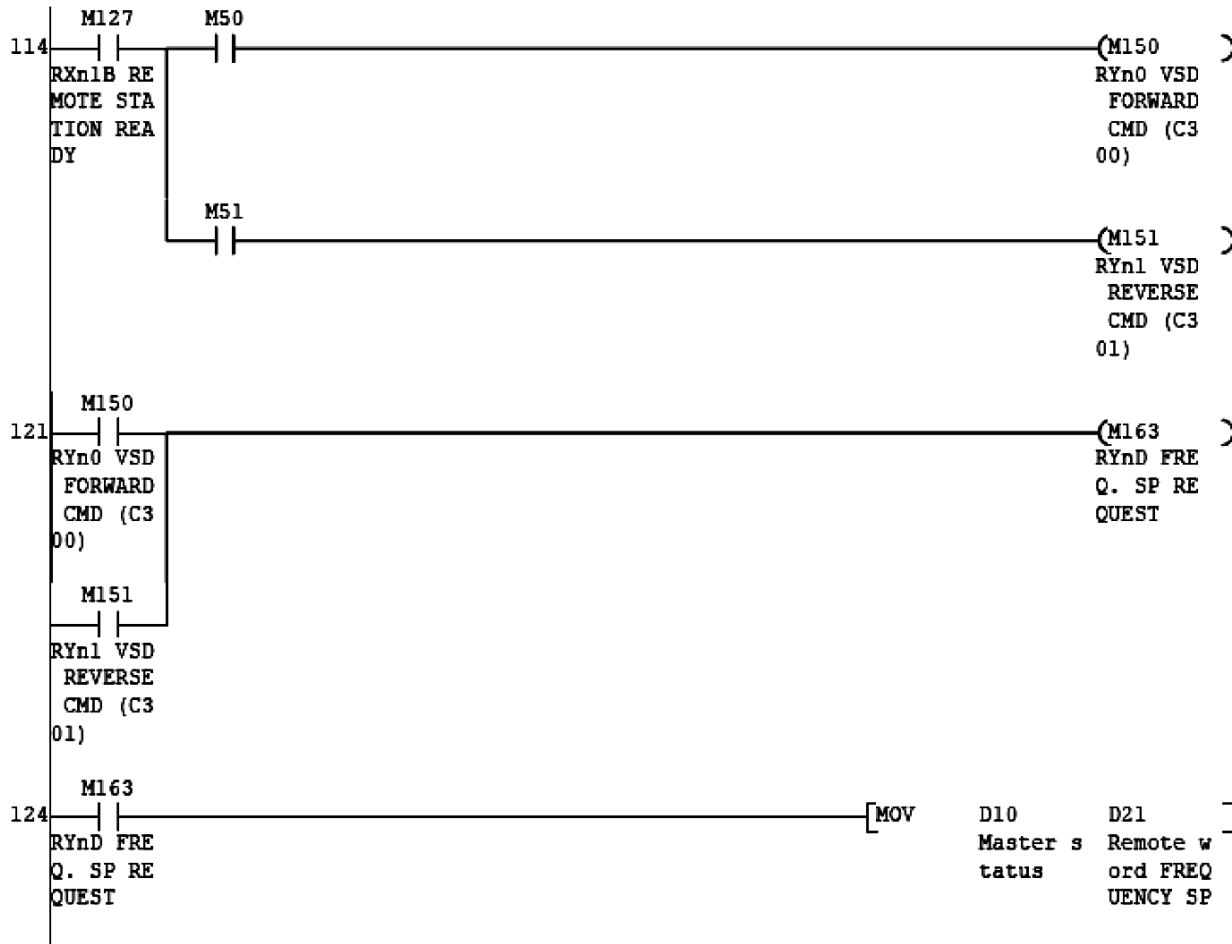 M127 M50
114 (M150 )
RXn1B RE RYn0 VSD
MOTE STA FORWARD
TION REA CMD (C3
DY 00)
M51
(M151 )
RYn1 VSD
REVERSE
CMD (C3
01)
M150
121 (M163 )
RYn0 VSD RYnD FRE
FORWARD Q. SP RE
CMD (C3 QUEST
00)
M151
RYn1 VSD
REVERSE
CMD (C3
01)
M163
124 [MOV D10 D21 ]
RYnD FRE Master s Remote w
Q. SP RE tatus ord FREQ
QUEST UENCY SP